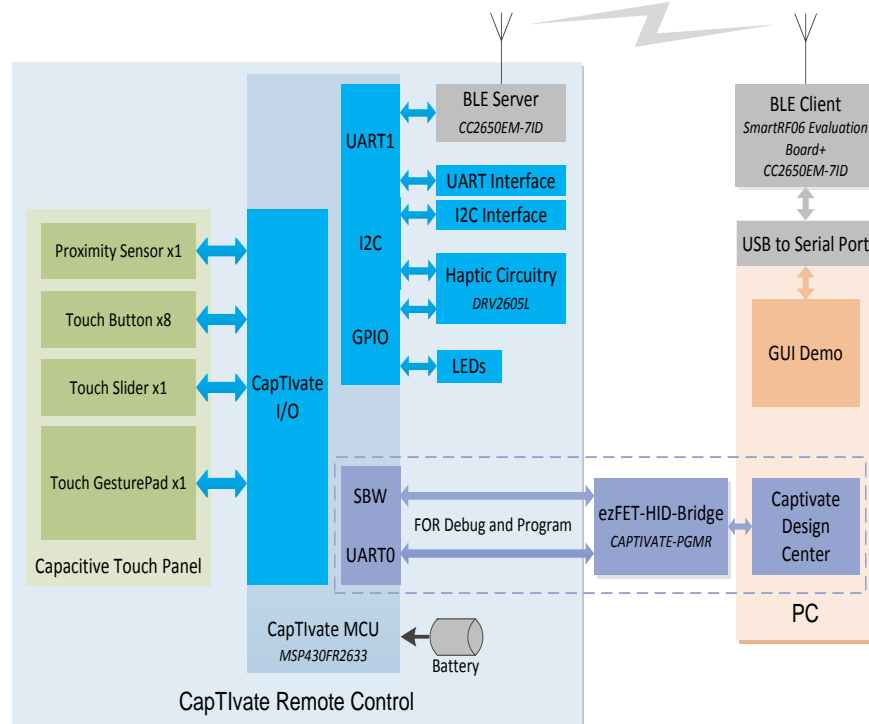 BLE Server
CC2650EM-7ID
BLE Client
SmartRF06 Evaluation
Board+
CC2650EM-7ID
UART1
UART Interface
I2C Interface
I2C
Haptic Circuitry
DRV2605L
GPIO
LEDs
USB to Serial Port
GUI Demo
Proximity Sensor x1
Touch Button x8
Touch Slider x1
Touch GesturePad x1
Capacitive Touch Panel
CapTIvate
I/O
SBW
UART0
FOR Debug and Program
ezFET-HID-Bridge
CAPTIVATE-PGMR
Captivate
Design
Center
PC
CapTIvate MCU
MSP430FR2633
Battery
CapTIvate Remote Control